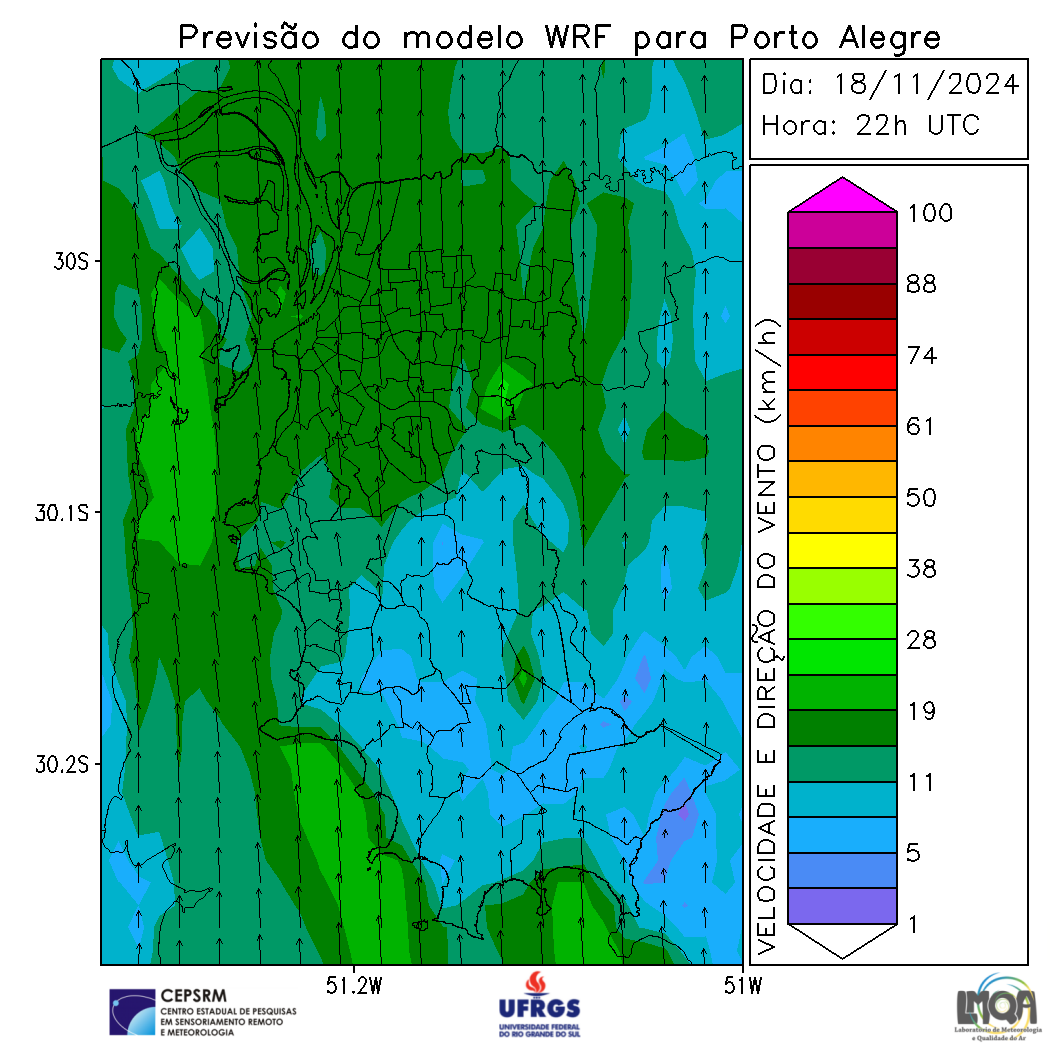 Previsão do modelo WRF para Porto Alegre
Dia: 18/11/2024
Hora: 22h UTC
30S
30.1S
30.2S
51.2W
51W
VELOCIDADE E DIREÇÃO DO VENTO (km/h)
100
88
74
61
50
38
28
19
11
5
1
CEPSRM
CENTRO ESTADUAL DE PESQUISAS
EM SENSORIAMENTO REMOTO
E METEOROLOGIA
UFRGS
UNIVERSIDADE FEDERAL
DO RIO GRANDE DO SUL
LMQA
Laboratório de Meteorologia
e Qualidade do Ar